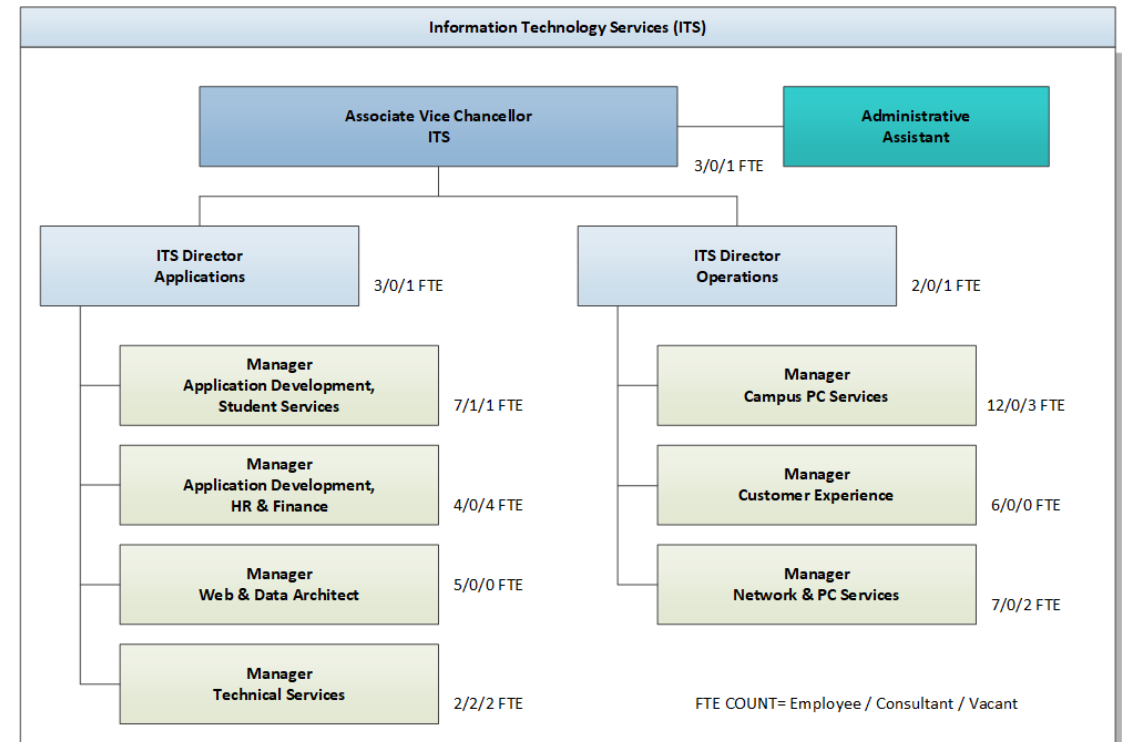 Information Technology Services (ITS)
Associate Vice Chancellor
ITS
3/0/1 FTE
Administrative
Assistant
ITS Director
Applications
3/0/1 FTE
ITS Director
Operations
2/0/1 FTE
Manager
Application Development,
Student Services
7/1/1 FTE
Manager
Application Development,
HR & Finance
4/0/4 FTE
Manager
Web & Data Architect
5/0/0 FTE
Manager
Technical Services
2/2/2 FTE
Manager
Campus PC Services
12/0/3 FTE
Manager
Customer Experience
6/0/0 FTE
Manager
Network & PC Services
7/0/2 FTE
FTE COUNT= Employee / Consultant / Vacant